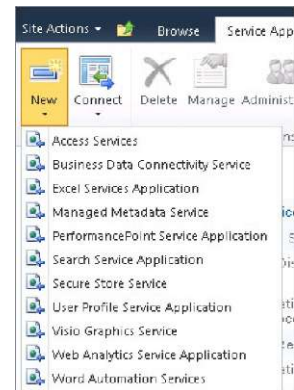 Site Actions
Browse
Service App
New
Connect
Delete
Manage
Administ
Access Services
Business Data Connectivity Service
Excel Services Application
Managed Metadata Service
PerformancePoint Service Application
Search Service Application
Secure Store Service
User Profile Service Application
Visio Graphics Service
Web Analytics Service Application
Word Automation Services